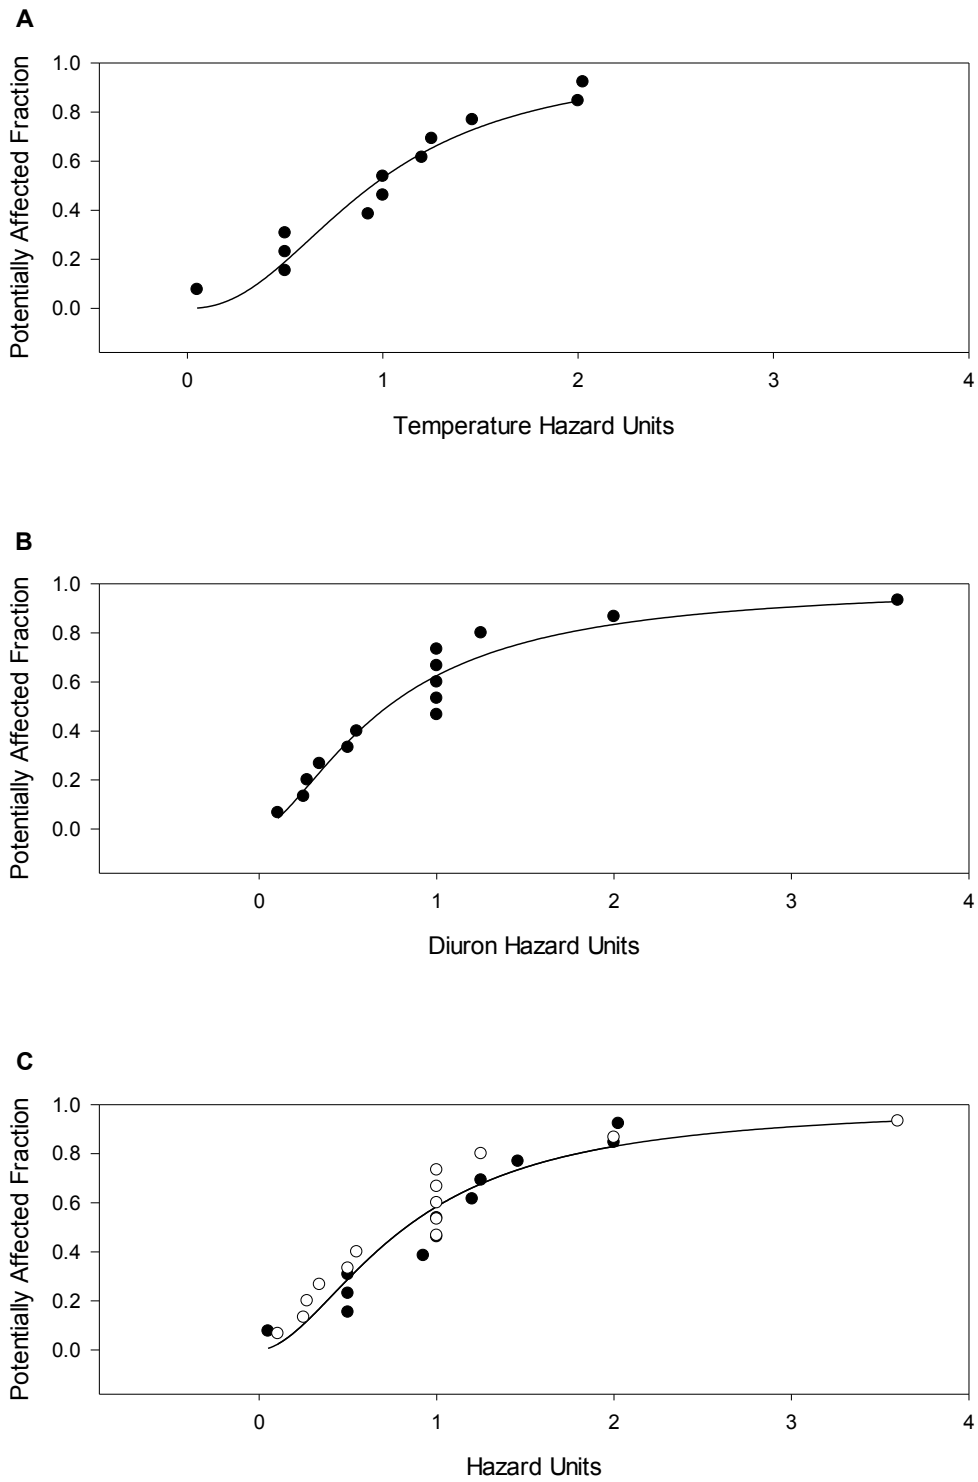 A
Potentially Affected Fraction
1.0
0.8
0.6
0.4
0.2
0.0
0 1 2 3 4
Temperature Hazard Units
B
Potentially Affected Fraction
1.0
0.8
0.6
0.4
0.2
0.0
0 1 2 3 4
Diuron Hazard Units
C
Potentially Affected Fraction
1.0
0.8
0.6
0.4
0.2
0.0
0 1 2 3 4
Hazard Units